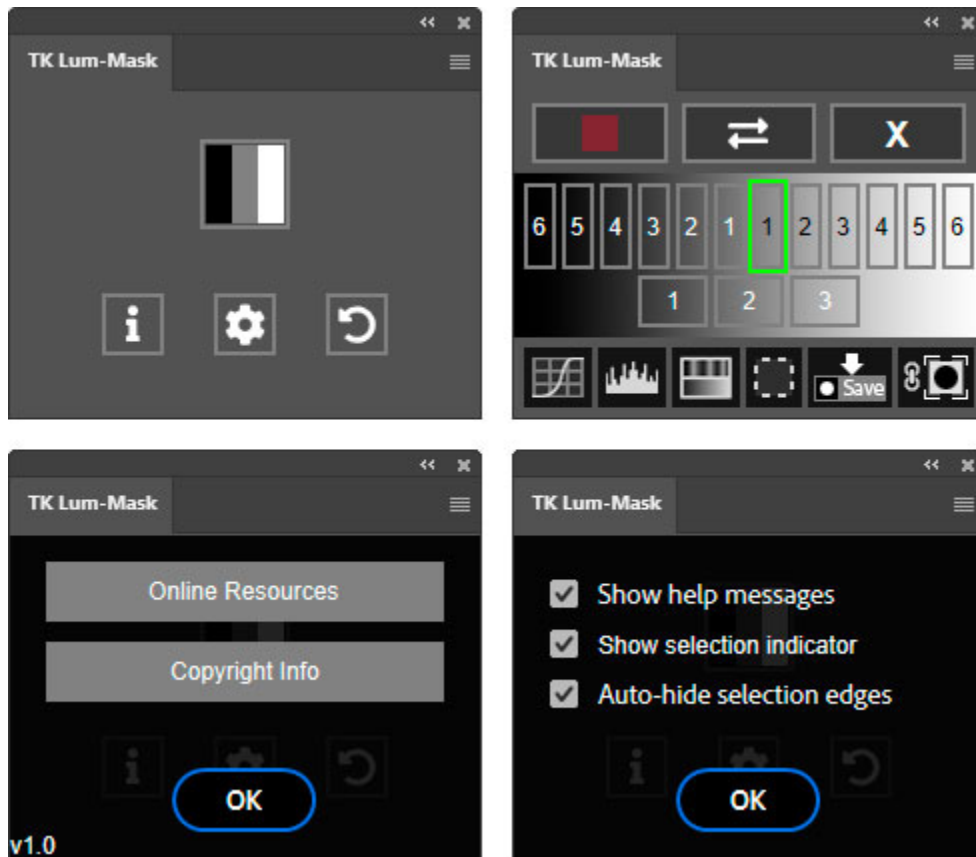 TK Lum-Mask
TK Lum-Mask
X
6 5 4 3 2 1 1 2 3 4 5 6
1 2 3
Save
TK Lum-Mask
Online Resources
Copyright Info
OK
v1.0
TK Lum-Mask
Show help messages
Show selection indicator
Auto-hide selection edges
OK